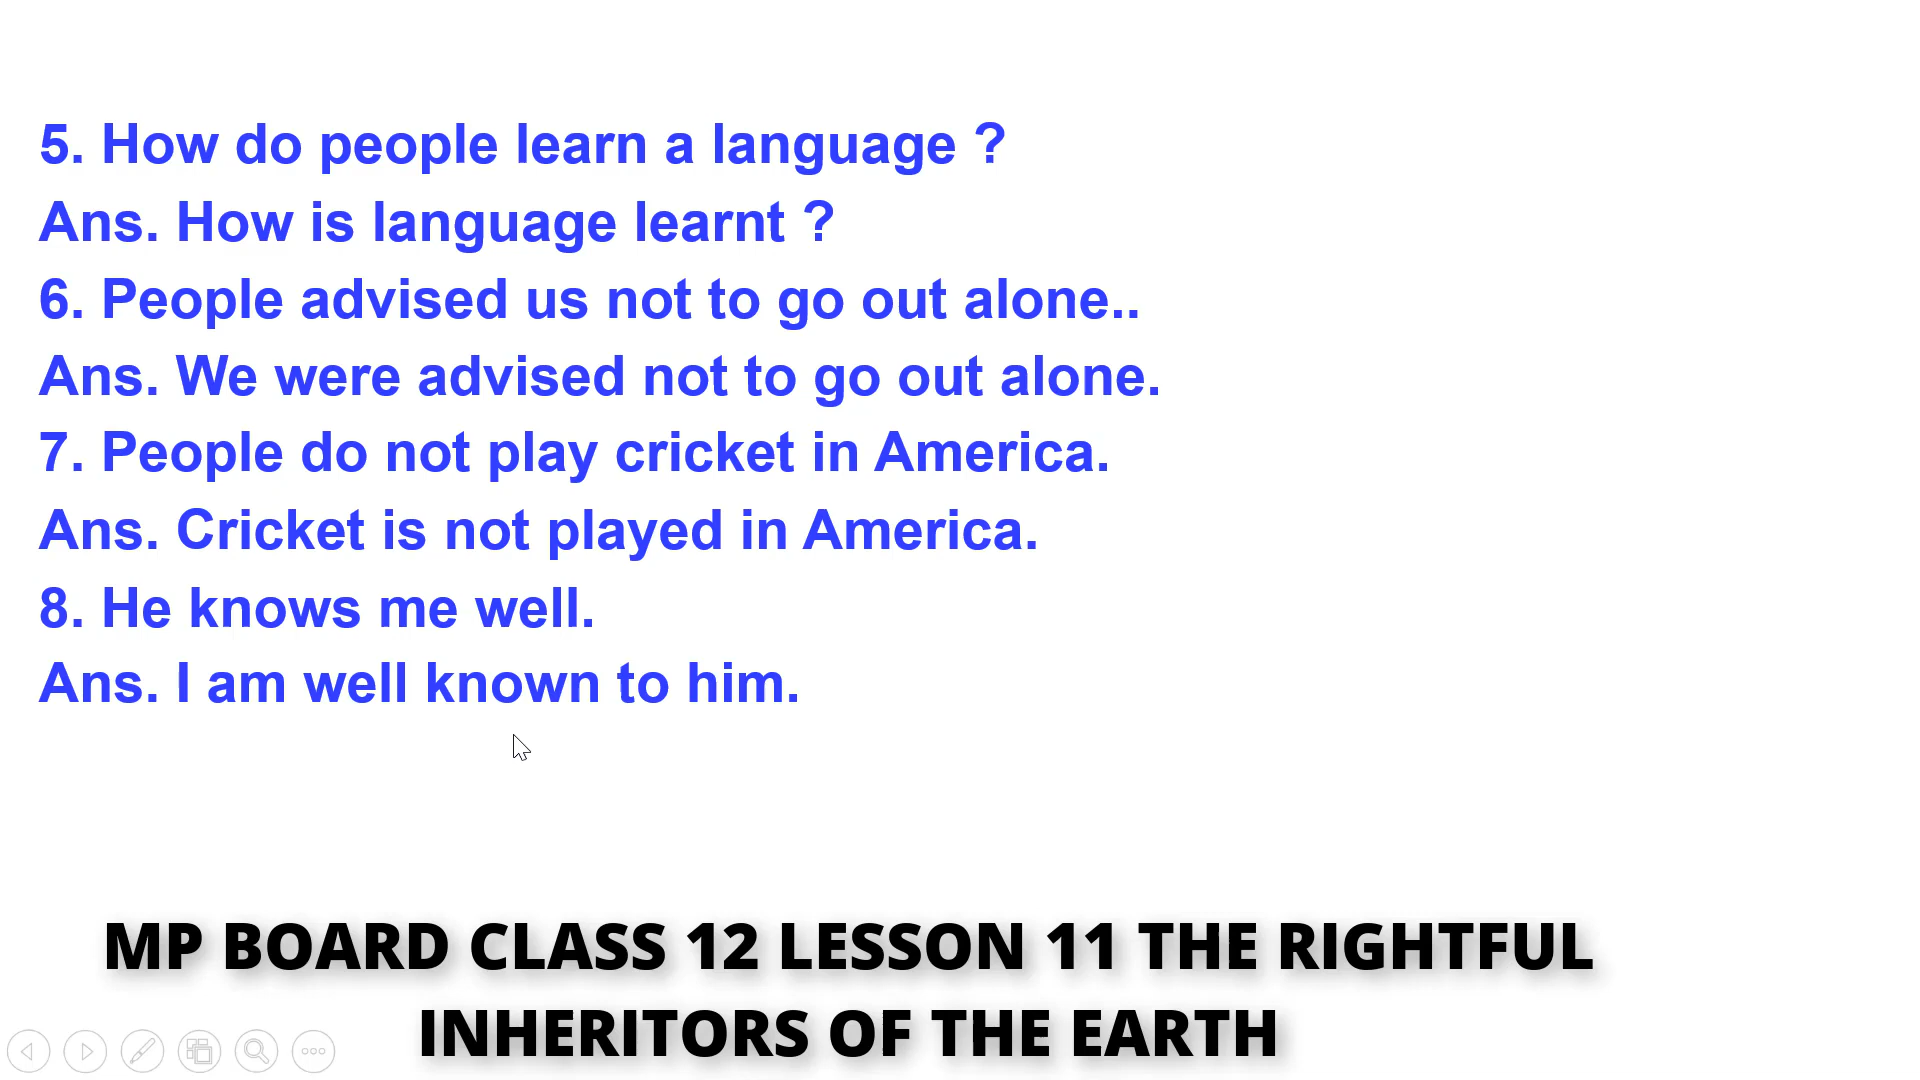 5. How do people learn a language ?
Ans. How is language learnt ?
6. People advised us not to go out alone..
Ans. We were advised not to go out alone.
7. People do not play cricket in America.
Ans. Cricket is not played in America.
8. He knows me well.
Ans. I am well known to him.
MP BOARD CLASS 12 LESSON 11 THE RIGHTFUL
INHERITORS OF THE EARTH